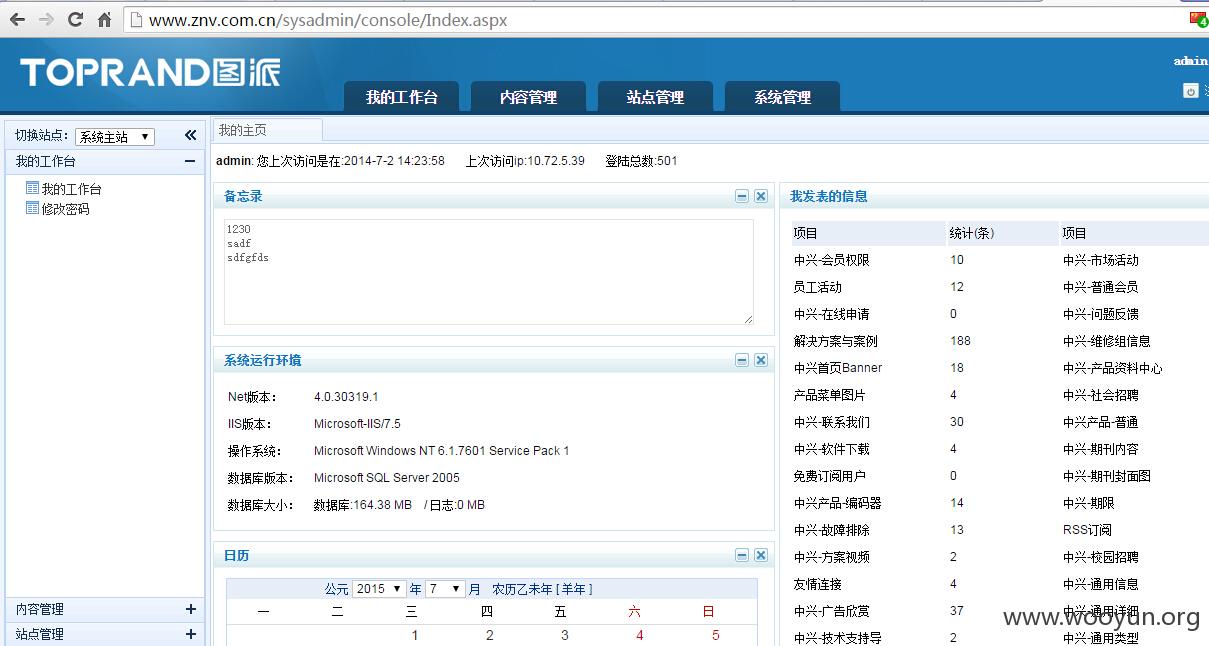 www.znv.com.cn/sysadmin/console/Index.aspx
4
TOPRAND图派
admin
我的工作台 内容管理 站点管理 系统管理
切换站点: 系统主站
我的工作台
我的工作台
修改密码
内容管理
站点管理
我的主页
admin: 您上次访问是在:2014-7-2 14:23:58 上次访问ip:10.72.5.39 登陆总数:501
备忘录
1230
sadf
sdfgfds
系统运行环境
Net版本: 4.0.30319.1
IIS版本: Microsoft-IIS/7.5
操作系统: Microsoft Windows NT 6.1.7601 Service Pack 1
数据库版本: Microsoft SQL Server 2005
数据库大小: 数据库:164.38 MB /日志:0 MB
日历
公元 2015 年 7 月 农历乙未年 [ 羊年 ]
一 二 三 四 五 六 日
1 2 3 4 5
我发表的信息
项目 统计(条) 项目
中兴-会员权限 10 中兴-市场活动
员工活动 12 中兴-普通会员
中兴-在线申请 0 中兴-问题反馈
解决方案与案例 188 中兴-维修组信息
中兴首页Banner 18 中兴-产品资料中心
产品菜单图片 4 中兴-社会招聘
中兴-联系我们 30 中兴产品-普通
中兴-软件下载 4 中兴-期刊内容
免费订阅用户 0 中兴-期刊封面图
中兴产品-编码器 14 中兴-期限
中兴-故障排除 13 RSS订阅
中兴-方案视频 2 中兴-校园招聘
友情连接 4 中兴-通用信息
中兴-广告欣赏 37 中兴-通用详细
中兴-技术支持导 2 中兴-通用类型
www.wooyun.org